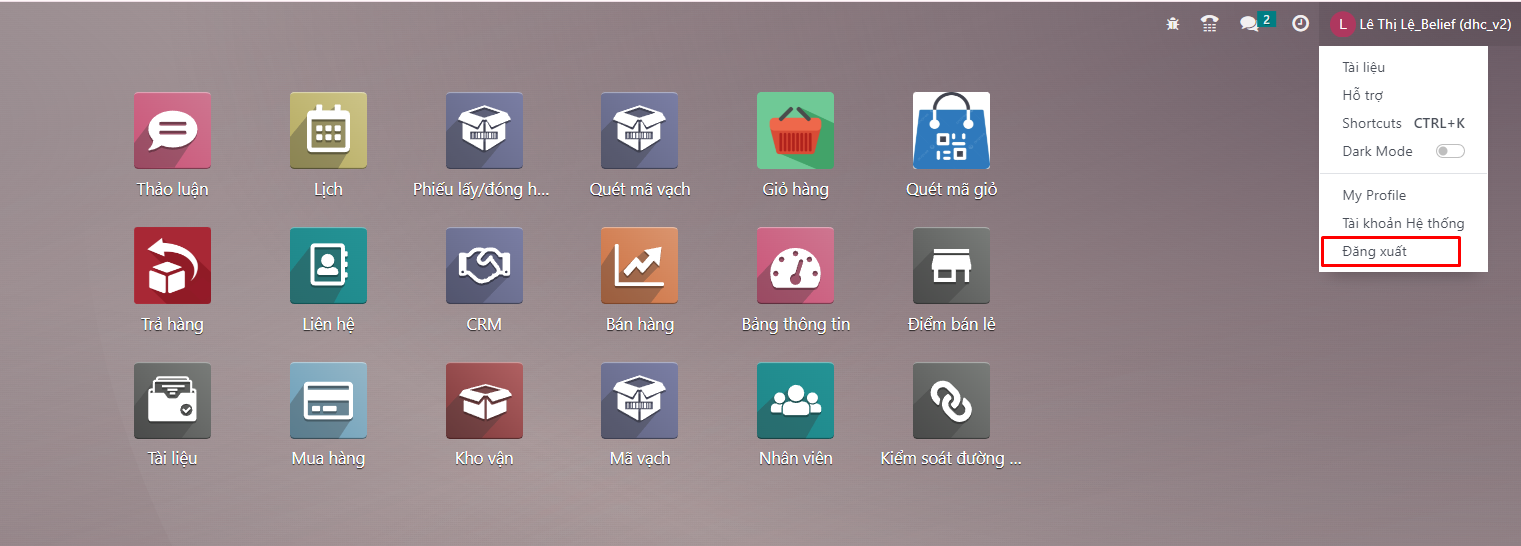 2
L
Lê Thị Lệ_Belief (dhc_v2)
Tài liệu
Hỗ trợ
Shortcuts CTRL+K
Dark Mode
My Profile
Tài khoản Hệ thống
Đăng xuất
Thảo luận
Lịch
Phiếu lấy/đóng h...
Quét mã vạch
Giỏ hàng
Quét mã giỏ
Trả hàng
Liên hệ
CRM
Bán hàng
Bảng thông tin
Điểm bán lẻ
Tài liệu
Mua hàng
Kho vận
Mã vạch
Nhân viên
Kiểm soát đường ...